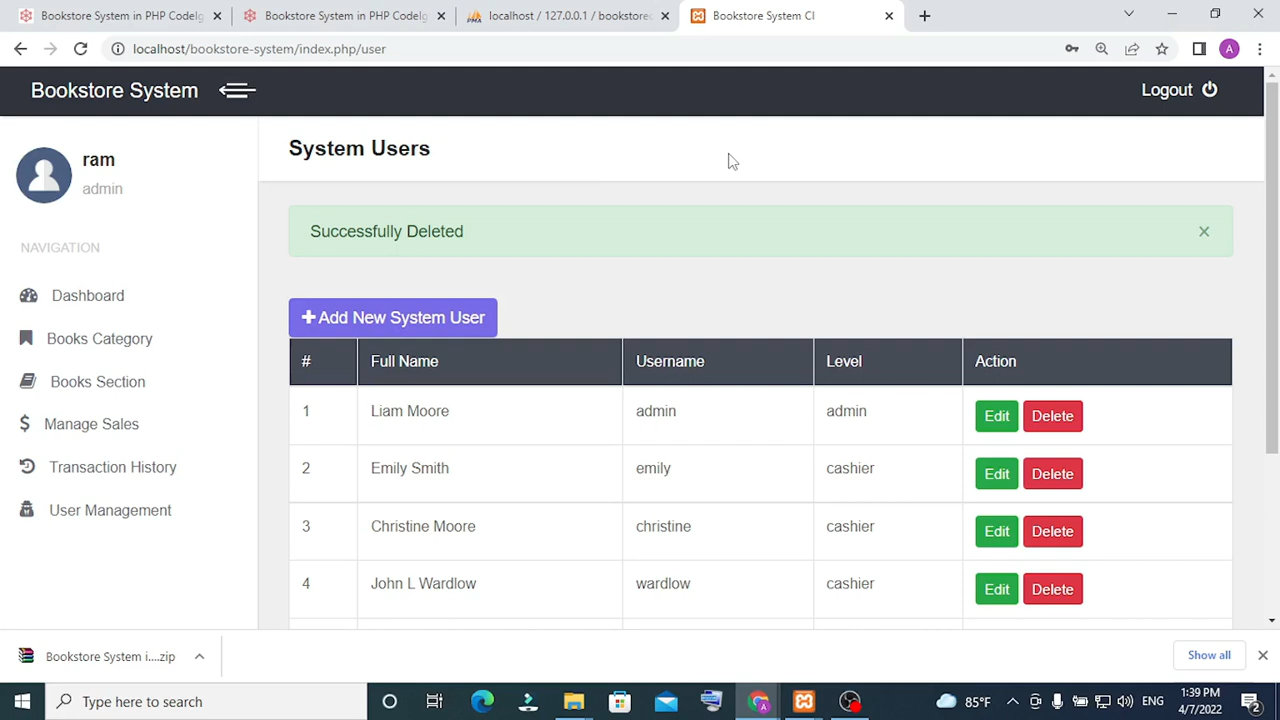 Bookstore System in PHP CodeIg
Bookstore System in PHP CodeIg
localhost / 127.0.0.1 / bookstore
Bookstore System CI
localhost/bookstore-system/index.php/user
A
Bookstore System
Logout
ram
admin
System Users
NAVIGATION
Successfully Deleted
×
Dashboard
Books Category
Books Section
Manage Sales
Transaction History
User Management
Add New System User
# Full Name Username Level Action
1 Liam Moore admin admin Edit Delete
2 Emily Smith emily cashier Edit Delete
3 Christine Moore christine cashier Edit Delete
4 John L Wardlow wardlow cashier Edit Delete
Bookstore System i....zip
Show all
Type here to search
85°F
ENG
1:39 PM
4/7/2022
2